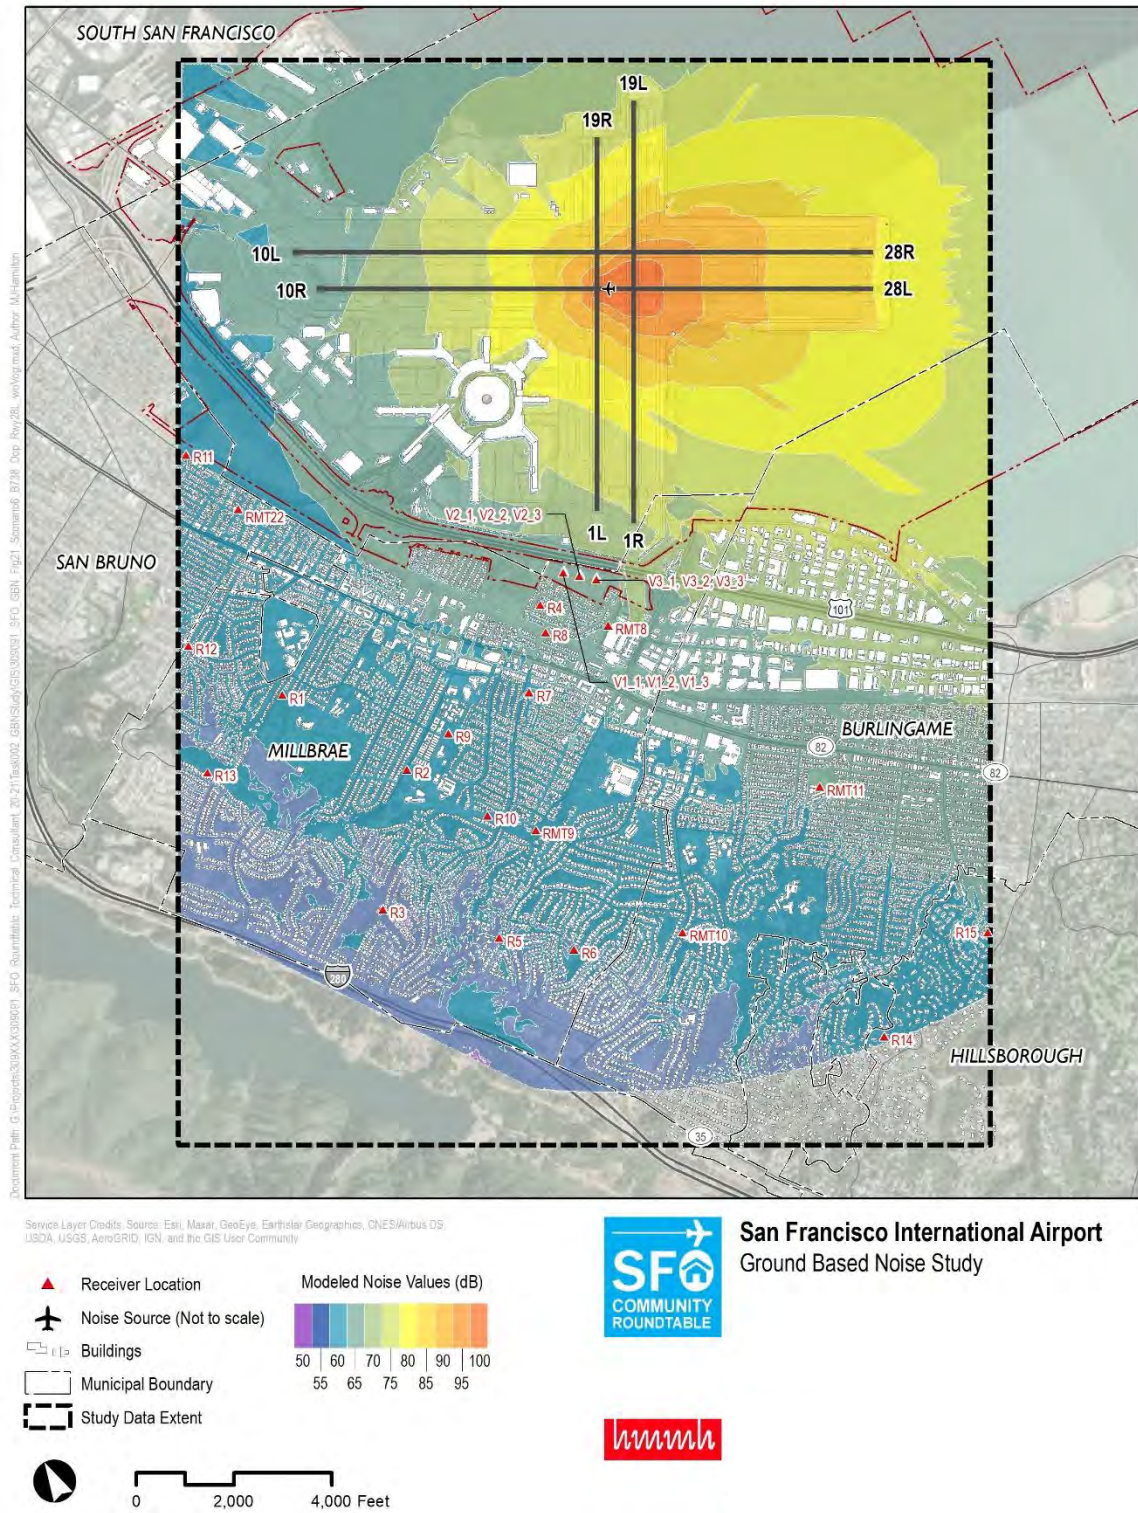 SOUTH SAN FRANCISCO
19L
19R
10L
28R
10R
28L
R11
V2_1, V2_2, V2_3
RMT22
1L
1R
SAN BRUNO
V3_1, V3_2, V3_3
101
R4
RMT8
R8
R12
V1_1, V1_2, V1_3
R1
R7
BURLINGAME
R9
82
MILLBRAE
R2
82
R13
RMT11
R10
RMT9
R3
R5
RMT10
R15
R6
280
R14
HILLSBOROUGH
35
Service Layer Credits: Source: Esri, Maxar, GeoEye, Earthstar Geographics, CNES/Airbus DS,
USDA, USGS, AeroGRID, IGN, and the GIS User Community
Receiver Location
Noise Source (Not to scale)
Buildings
Municipal Boundary
Study Data Extent
Modeled Noise Values (dB)
50 60 70 80 90 100
55 65 75 85 95
0 2,000 4,000 Feet
SFO
COMMUNITY
ROUNDTABLE
San Francisco International Airport
Ground Based Noise Study
hmmh